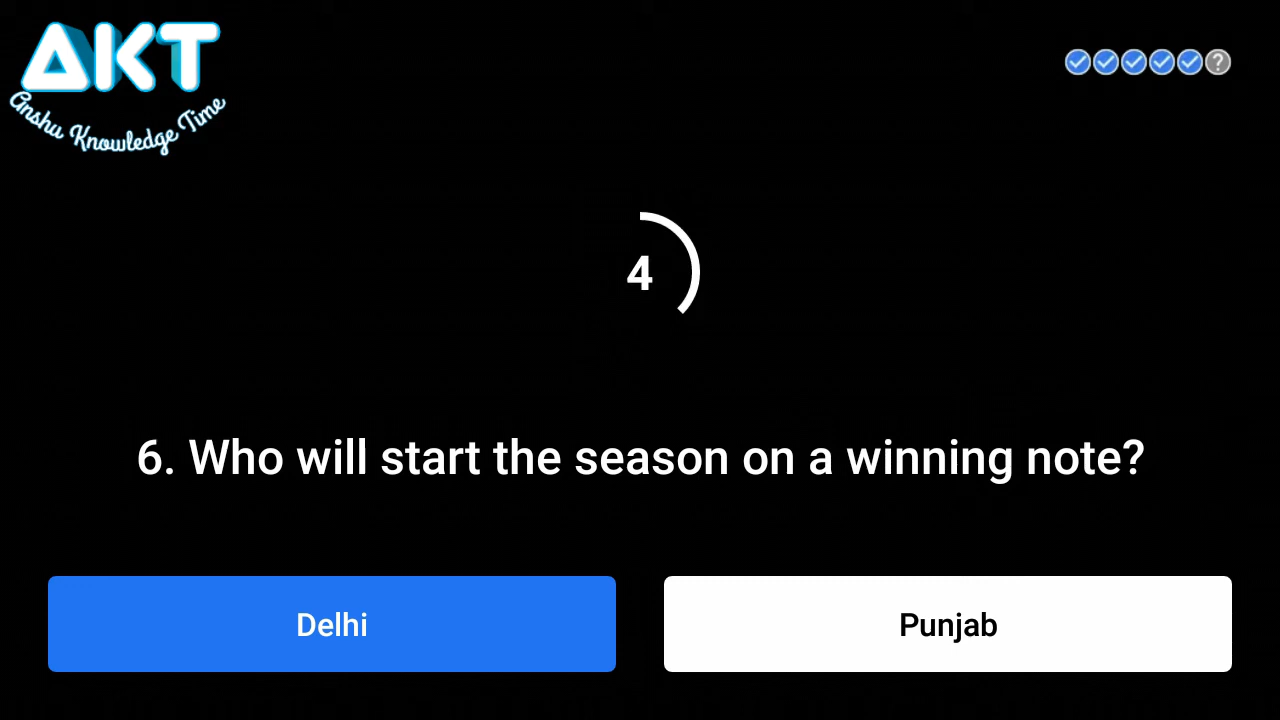 AKT
Anshu Knowledge Time
?
4
6. Who will start the season on a winning note?
Delhi
Punjab